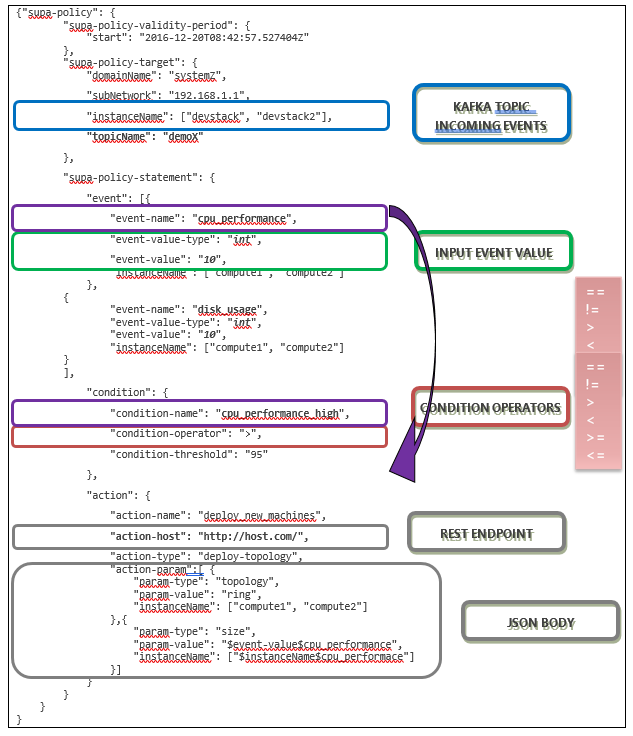 {"supa-policy": {
"supa-policy-validity-period": {
"start": "2016-12-20T08:42:57.527404Z"
},
"supa-policy-target": {
"domainName": "systemZ",
"subNetwork": "192.168.1.1",
"instanceName": ["devstack", "devstack2"],
"topicName": "demoX"
},
"supa-policy-statement": {
"event": [{
"event-name": "cpu_performance",
"event-value-type": "int",
"event-value": "10",
"instanceName": ["compute1", "compute2"]
},
{
"event-name": "disk_usage",
"event-value-type": "int",
"event-value": "10",
"instanceName": ["compute1", "compute2"]
}
],
"condition": {
"condition-name": "cpu_performance_high",
"condition-operator": ">",
"condition-threshold": "95"
},
"action": {
"action-name": "deploy_new_machines",
"action-host": "http://host.com/",
"action-type": "deploy-topology",
"action-param":[ {
"param-type": "topology",
"param-value": "ring",
"instanceName": ["compute1", "compute2"]
},{
"param-type": "size",
"param-value": "$event-value$cpu_performance",
"instanceName": ["$instanceName$cpu_performace"]
}]
}
}
}
}
KAFKA TOPIC
INCOMING EVENTS
INPUT EVENT VALUE
CONDITION OPERATORS
REST ENDPOINT
JSON BODY
==
!=
>
<
==
!=
>
<
>=
<=